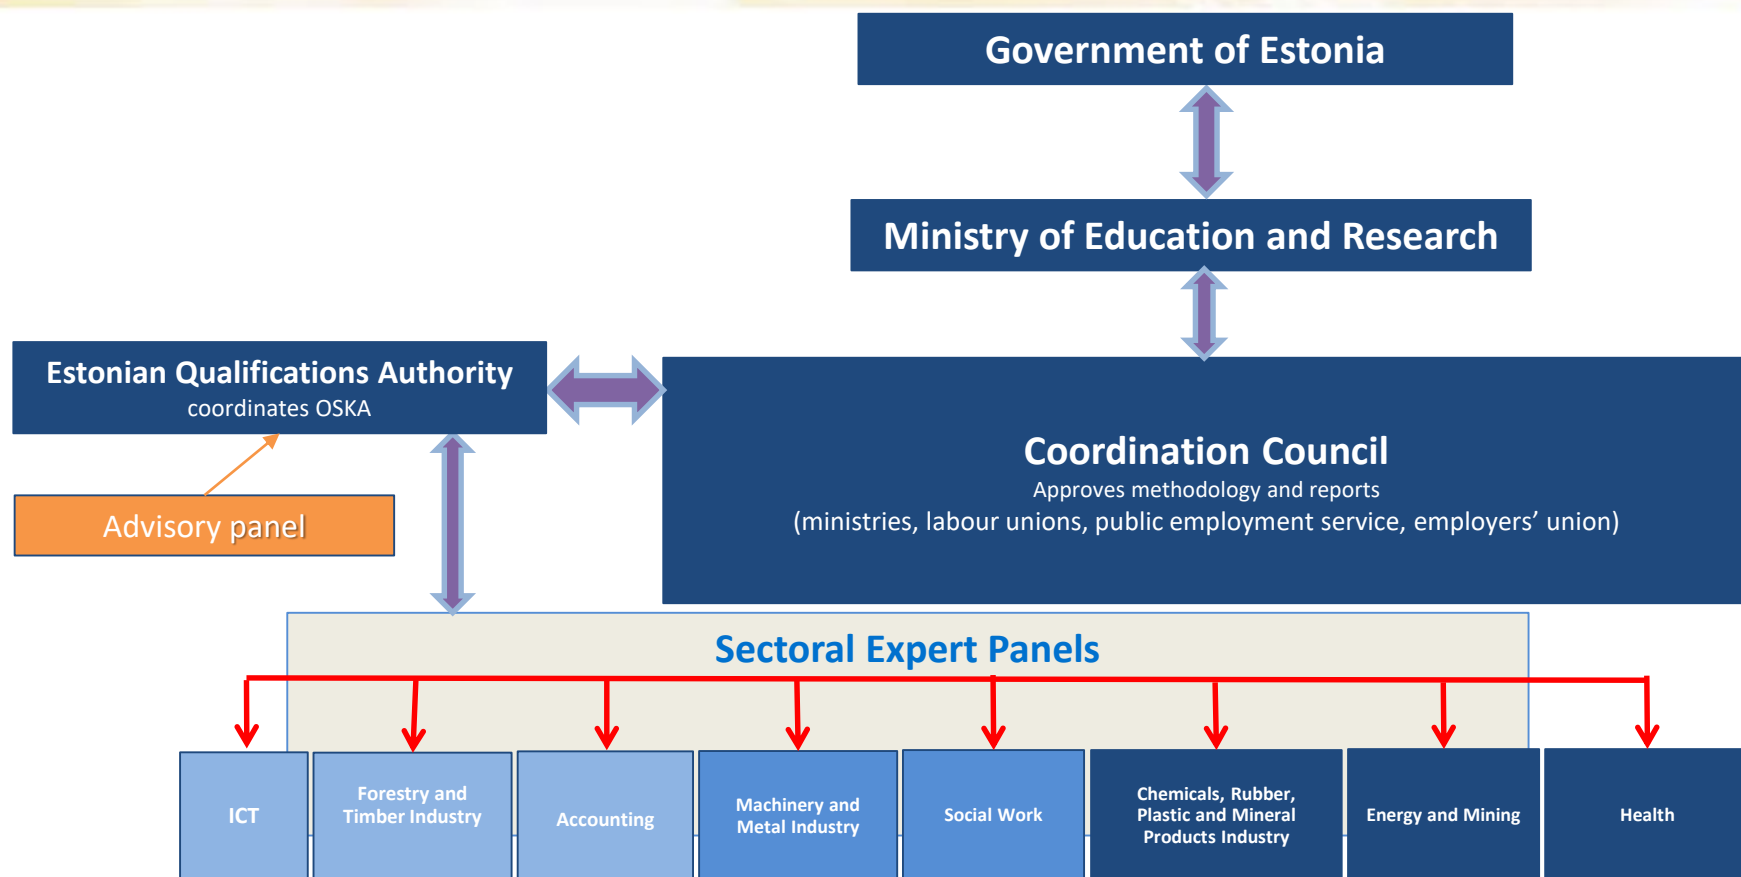 Government of Estonia
Ministry of Education and Research
Estonian Qualifications Authority
coordinates OSKA
Advisory panel
Coordination Council
Approves methodology and reports
(ministries, labour unions, public employment service, employers’ union)
Sectoral Expert Panels
ICT
Forestry and
Timber Industry
Accounting
Machinery and
Metal Industry
Social Work
Chemicals, Rubber,
Plastic and Mineral
Products Industry
Energy and Mining
Health